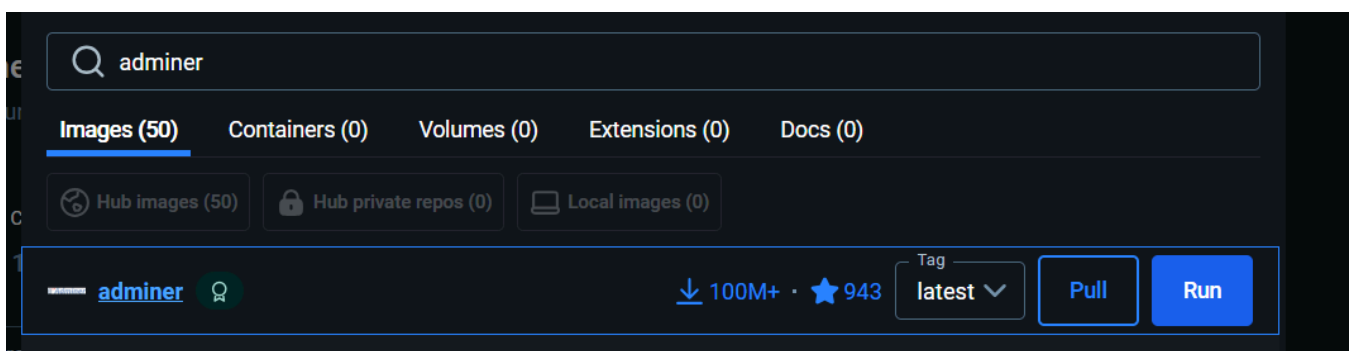 adminer
Images (50) Containers (0) Volumes (0) Extensions (0) Docs (0)
Hub images (50) Hub private repos (0) Local images (0)
Tag
adminer 100M+ · 943 latest Pull Run